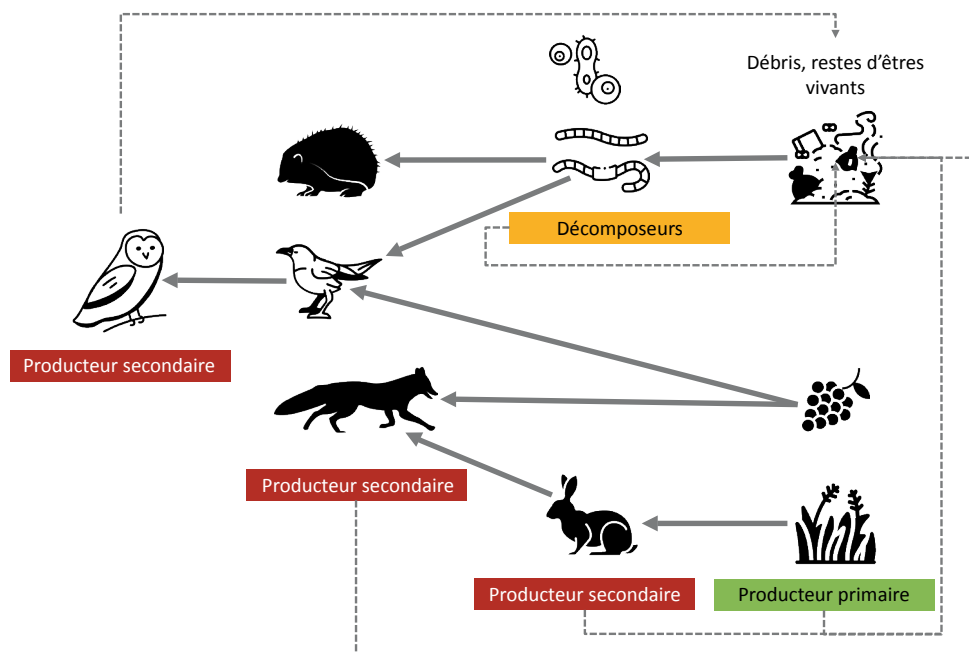 Débris, restes d'êtres
vivants
Décomposeurs
Producteur secondaire
Producteur secondaire
Producteur secondaire
Producteur primaire